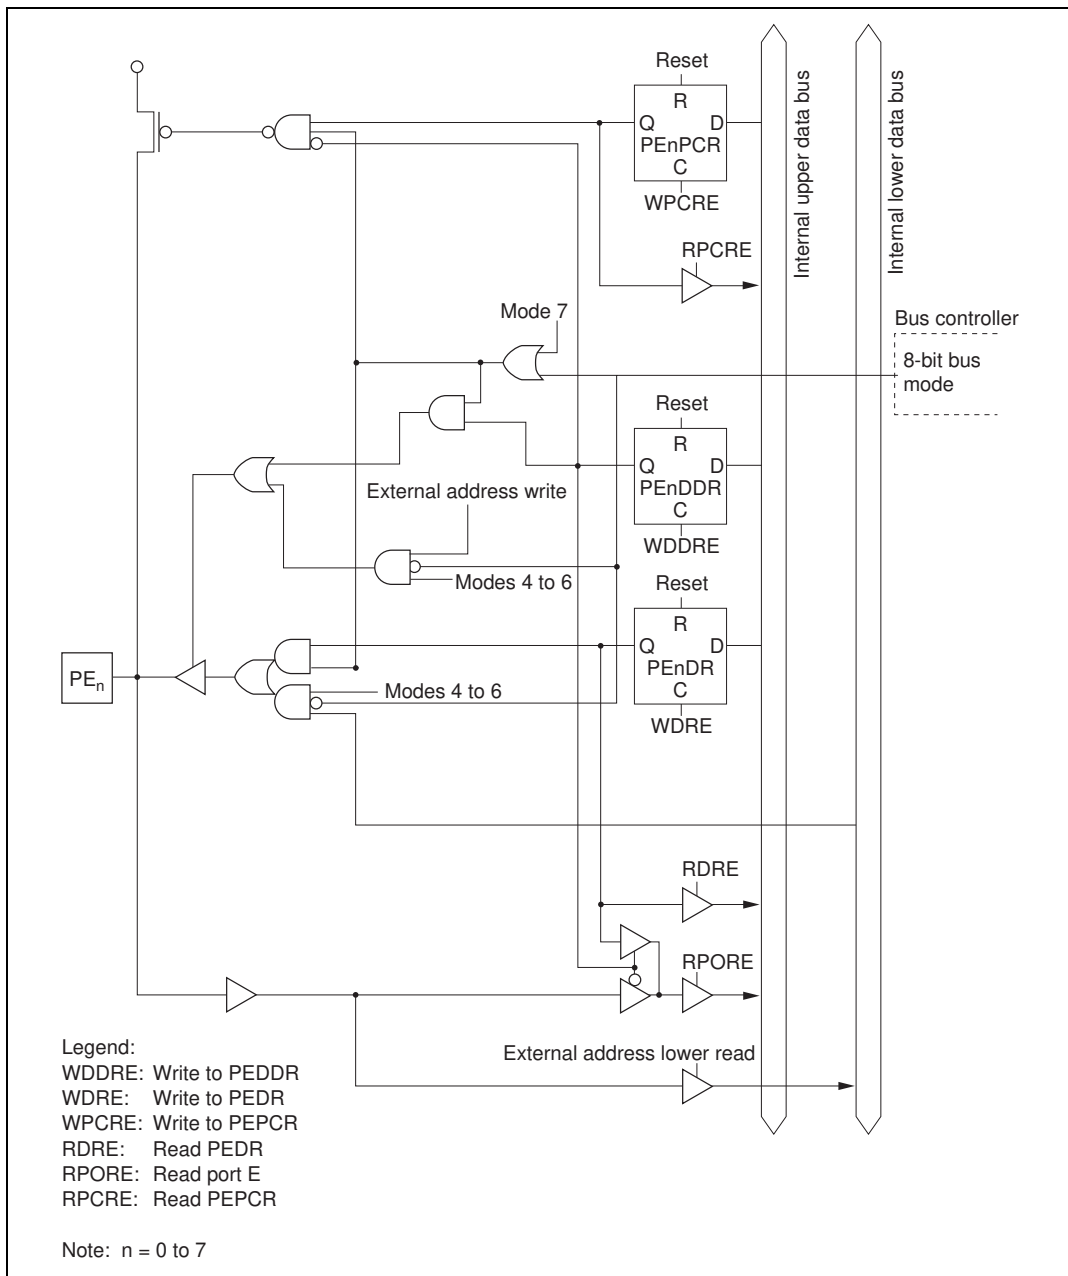 Reset
R
Q D
PEnPCR
C
WPCRE
RPCRE
Internal upper data bus
Internal lower data bus
Mode 7
Bus controller
8-bit bus
mode
Reset
R
Q D
PEnDDR
C
WDDRE
External address write
Modes 4 to 6
Reset
R
Q D
PEnDR
C
WDRE
PEn
Modes 4 to 6
RDRE
RPORE
External address lower read
Legend:
WDDRE: Write to PEDDR
WDRE: Write to PEDR
WPCRE: Write to PEPCR
RDRE: Read PEDR
RPORE: Read port E
RPCRE: Read PEPCR
Note: n = 0 to 7